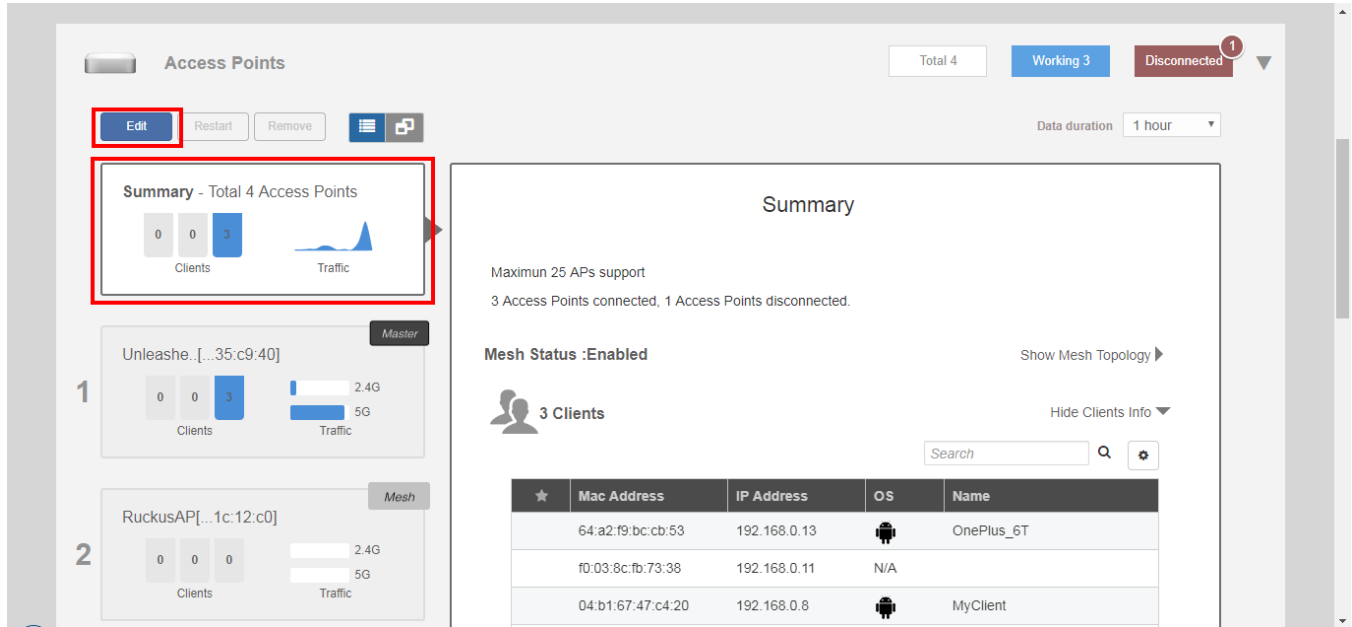 Access Points
Total 4
Working 3
Disconnected
1
Edit
Restart
Remove
Data duration
1 hour
Summary - Total 4 Access Points
0 0 3
Clients
Traffic
1
Master
Unleashe..[...35:c9:40]
0 0 3
Clients
2.4G
5G
Traffic
2
Mesh
RuckusAP[...1c:12:c0]
0 0 0
Clients
2.4G
5G
Traffic
Summary
Maximun 25 APs support
3 Access Points connected, 1 Access Points disconnected.
Mesh Status :Enabled
Show Mesh Topology
3 Clients
Hide Clients Info
Search
Mac Address IP Address OS Name
64:a2:f9:bc:cb:53 192.168.0.13 OnePlus_6T
f0:03:8c:fb:73:38 192.168.0.11 N/A
04:b1:67:47:c4:20 192.168.0.8 MyClient